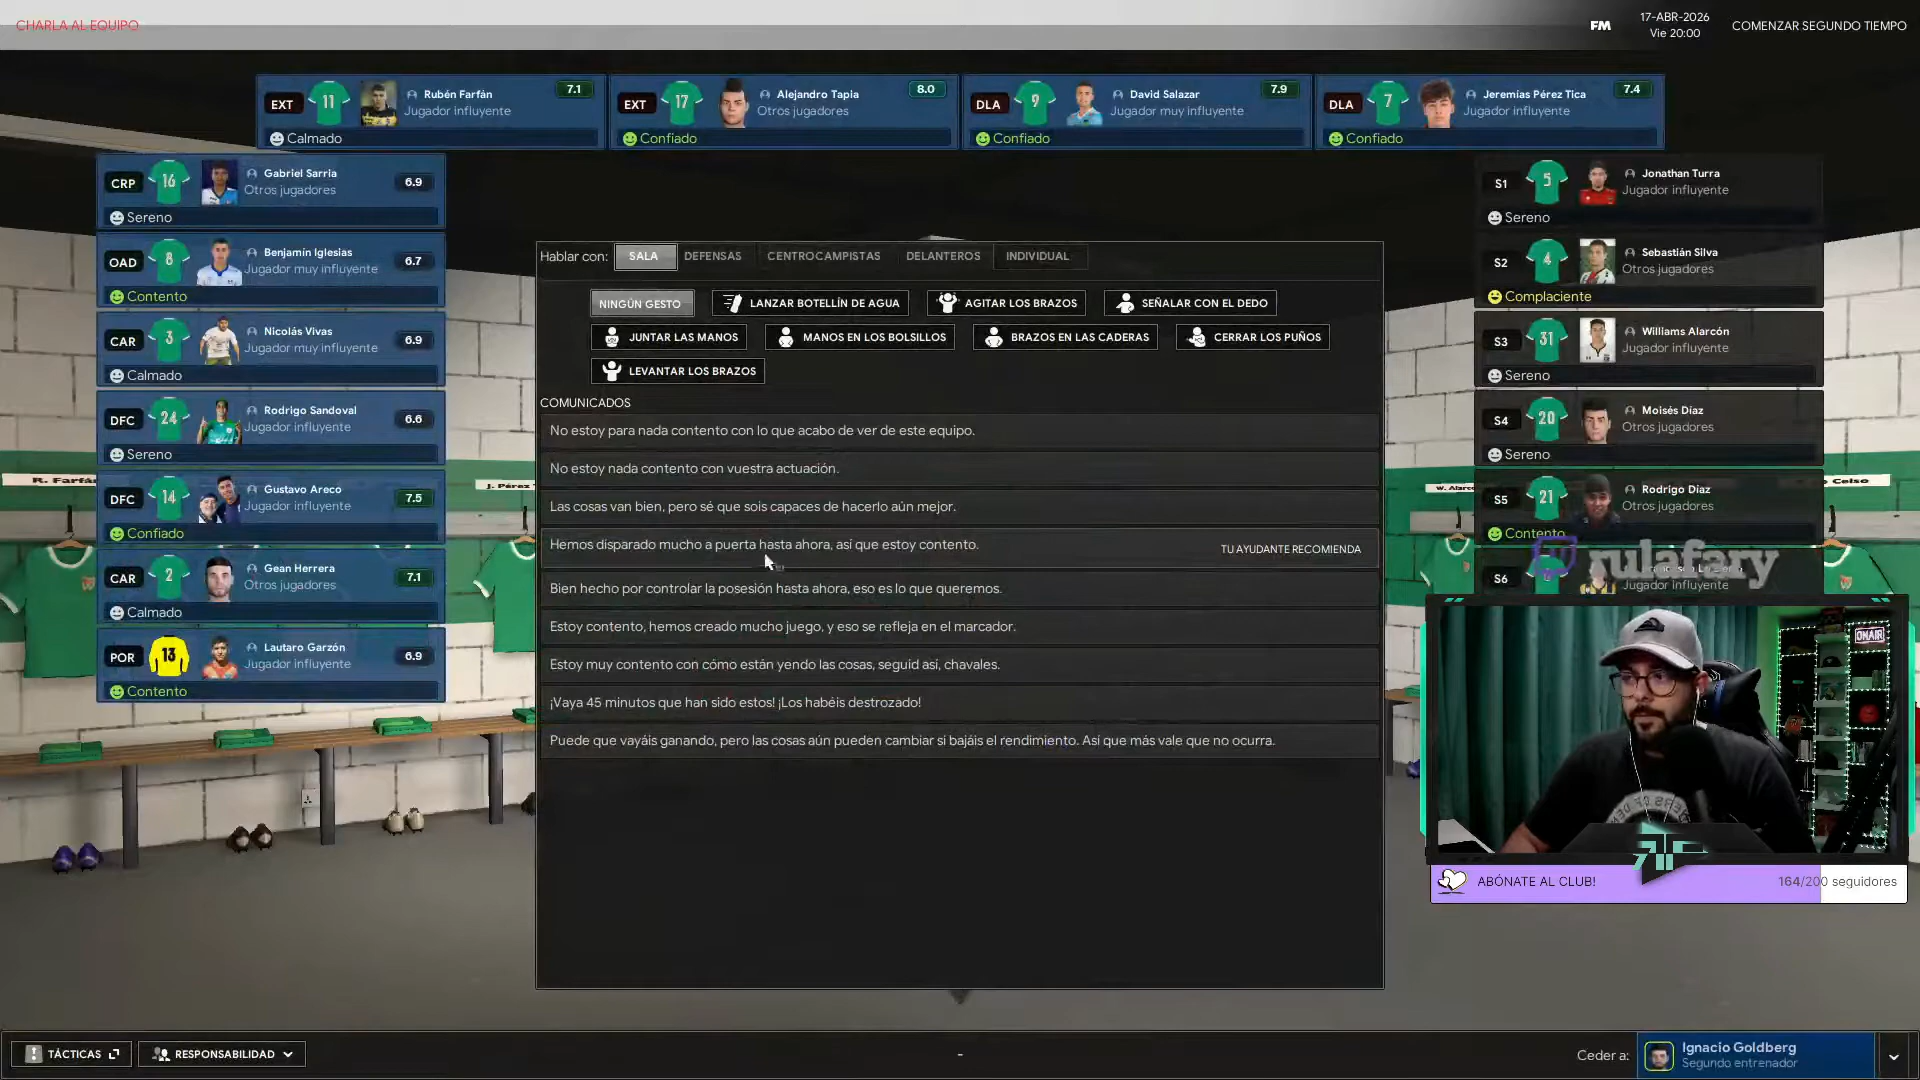 CHARLA AL EQUIPO
FM
17-ABR-2026
Vie 20:00
COMENZAR SEGUNDO TIEMPO
EXT 11 Rubén Farfán 7.1
Jugador influyente
Calmado
EXT 17 Alejandro Tapia 8.0
Otros jugadores
Confiado
DLA 9 David Salazar 7.9
Jugador muy influyente
Confiado
DLA 7 Jeremías Pérez Tica 7.4
Jugador influyente
Confiado
CRP 16 Gabriel Sarria 6.9
Otros jugadores
Sereno
OAD 8 Benjamín Iglesias 6.7
Jugador muy influyente
Contento
CAR 3 Nicolás Vivas 6.9
Jugador muy influyente
Calmado
DFC 24 Rodrigo Sandoval 6.6
Jugador influyente
Sereno
DFC 14 Gustavo Areco 7.5
Jugador influyente
Confiado
CAR 2 Gean Herrera 7.1
Otros jugadores
Calmado
POR 13 Lautaro Garzón 6.9
Jugador influyente
Contento
R. Farfán
Hablar con: SALA DEFENSAS CENTROCAMPISTAS DELANTEROS INDIVIDUAL
NINGÚN GESTO LANZAR BOTELLÍN DE AGUA AGITAR LOS BRAZOS SEÑALAR CON EL DEDO
JUNTAR LAS MANOS MANOS EN LOS BOLSILLOS BRAZOS EN LAS CADERAS CERRAR LOS PUÑOS
LEVANTAR LOS BRAZOS
COMUNICADOS
No estoy para nada contento con lo que acabo de ver de este equipo.
No estoy nada contento con vuestra actuación.
Las cosas van bien, pero sé que sois capaces de hacerlo aún mejor.
Hemos disparado mucho a puerta hasta ahora, así que estoy contento. TU AYUDANTE RECOMIENDA
Bien hecho por controlar la posesión hasta ahora, eso es lo que queremos.
Estoy contento, hemos creado mucho juego, y eso se refleja en el marcador.
Estoy muy contento con cómo están yendo las cosas, seguid así, chavales.
¡Vaya 45 minutos que han sido estos! ¡Los habéis destrozado!
Puede que vayáis ganando, pero las cosas aún pueden cambiar si bajáis el rendimiento. Así que más vale que no ocurra.
S1 5 Jonathan Turra
Jugador influyente
Sereno
S2 4 Sebastián Silva
Otros jugadores
Complaciente
S3 31 Williams Alarcón
Jugador influyente
Sereno
S4 20 Moisés Díaz
Otros jugadores
Sereno
S5 21 Rodrigo Díaz
Otros jugadores
Contento
S6
Jugador influyente
rulafary
ONAIR
ABÓNATE AL CLUB! 164/200 seguidores
TÁCTICAS RESPONSABILIDAD
-
Ceder a: Ignacio Goldberg
Segundo entrenador